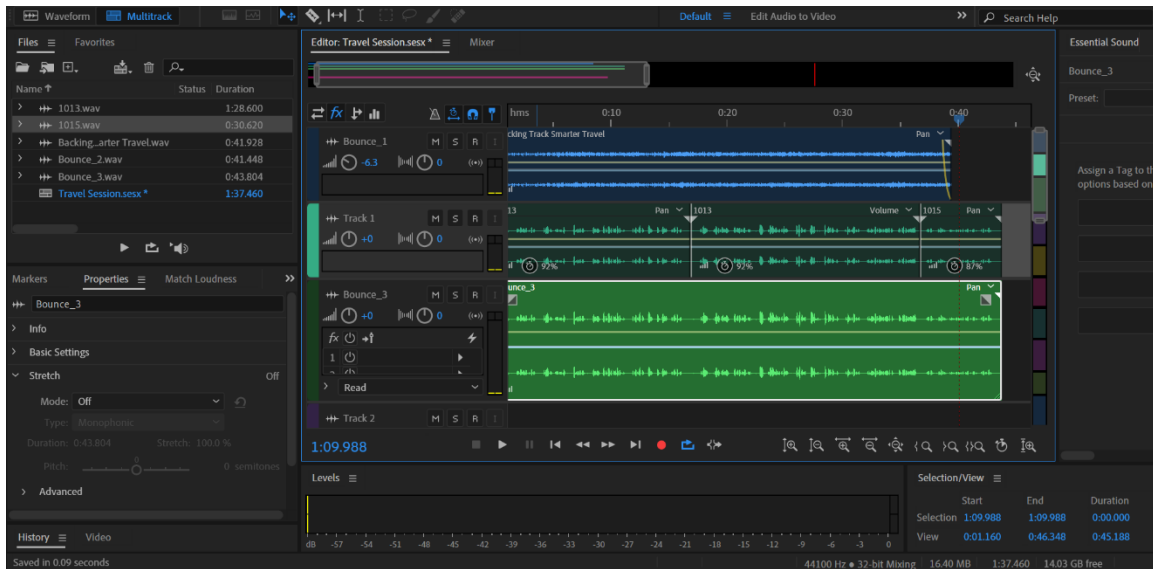 Waveform Multitrack Default Edit Audio to Video Search Help
Files Favorites
Name Status Duration
1013.wav 1:28.600
1015.wav 0:30.620
Backing..arter Travel.wav 0:41.928
Bounce_2.wav 0:41.448
Bounce_3.wav 0:43.804
Travel Session.sesx * 1:37.460
Markers Properties Match Loudness
Bounce_3
Info
Basic Settings
Stretch Off
Mode: Off
Type: Monophonic
Duration: 0:43.804 Stretch: 100.0 %
Pitch: 0 0 semitones
Advanced
History Video
Saved in 0.09 seconds
Editor: Travel Session.sesx * Mixer
fx hms 0:10 0:20 0:30 0:40
Bounce_1 M S R I
-6.3 0
cking Track Smarter Travel Pan
Track 1 M S R I
+0 0
13 Pan 1013 Volume 1015 Pan
92% 92% 87%
Bounce_3 M S R I
+0 0
fx
1
Read
unce_3 Pan
Track 2 M S R I
1:09.988
Levels
dB -57 -54 -51 -48 -45 -42 -39 -36 -33 -30 -27 -24 -21 -18 -15 -12 -9 -6 -3 0
Selection/View
Start End Duration
Selection 1:09.988 1:09.988 0:00.000
View 0:01.160 0:46.348 0:45.188
44100 Hz ● 32-bit Mixing 16.40 MB 1:37.460 14.03 GB free
Essential Sound
Bounce_3
Preset:
Assign a Tag to th
options based on